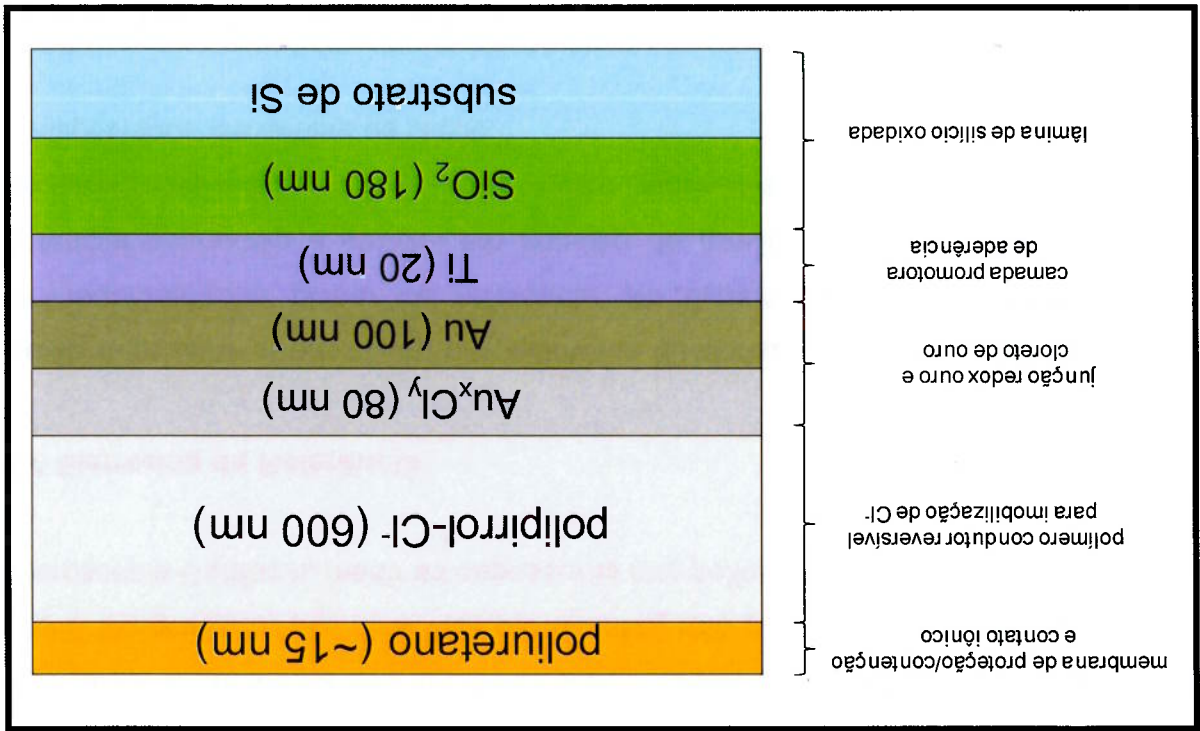 membrana de proteção/contenção
e contato iônico
poliuretano (~15 nm)
polímero condutor reversível
para imobilização de Cl⁻
polipirrol-Cl⁻ (600 nm)
junção redox ouro e
cloreto de ouro
AuₓClᵧ (80 nm)
Au (100 nm)
camada promotora
de aderência
Ti (20 nm)
lâmina de silício oxidada
SiO₂ (180 nm)
substrato de Si